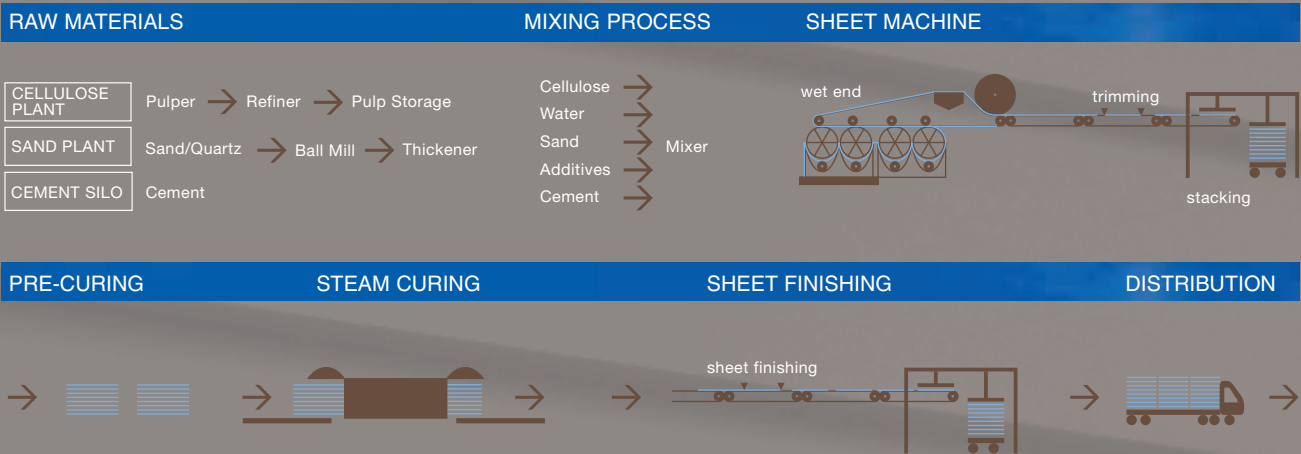 RAW MATERIALS
MIXING PROCESS
SHEET MACHINE
CELLULOSE
PLANT
Pulper
Refiner
Pulp Storage
SAND PLANT
Sand/Quartz
Ball Mill
Thickener
CEMENT SILO
Cement
Cellulose
Water
Sand
Additives
Cement
Mixer
wet end
trimming
stacking
PRE-CURING
STEAM CURING
SHEET FINISHING
DISTRIBUTION
sheet finishing